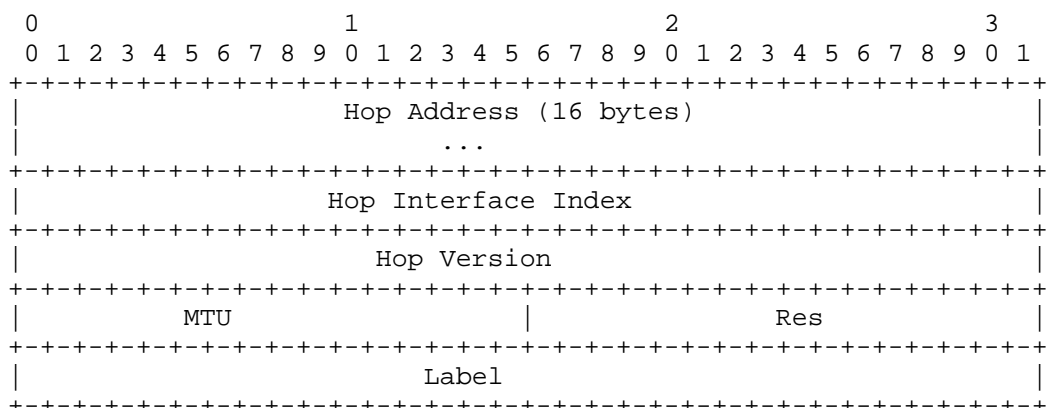 0                   1                   2                   3
 0 1 2 3 4 5 6 7 8 9 0 1 2 3 4 5 6 7 8 9 0 1 2 3 4 5 6 7 8 9 0 1
+-+-+-+-+-+-+-+-+-+-+-+-+-+-+-+-+-+-+-+-+-+-+-+-+-+-+-+-+-+-+-+-+
|                    Hop Address (16 bytes)                     |
|                          ...                                  |
+-+-+-+-+-+-+-+-+-+-+-+-+-+-+-+-+-+-+-+-+-+-+-+-+-+-+-+-+-+-+-+-+
|                   Hop Interface Index                         |
+-+-+-+-+-+-+-+-+-+-+-+-+-+-+-+-+-+-+-+-+-+-+-+-+-+-+-+-+-+-+-+-+
|                      Hop Version                              |
+-+-+-+-+-+-+-+-+-+-+-+-+-+-+-+-+-+-+-+-+-+-+-+-+-+-+-+-+-+-+-+-+
|          MTU                  |               Res             |
+-+-+-+-+-+-+-+-+-+-+-+-+-+-+-+-+-+-+-+-+-+-+-+-+-+-+-+-+-+-+-+-+
|                         Label                                 |
+-+-+-+-+-+-+-+-+-+-+-+-+-+-+-+-+-+-+-+-+-+-+-+-+-+-+-+-+-+-+-+-+